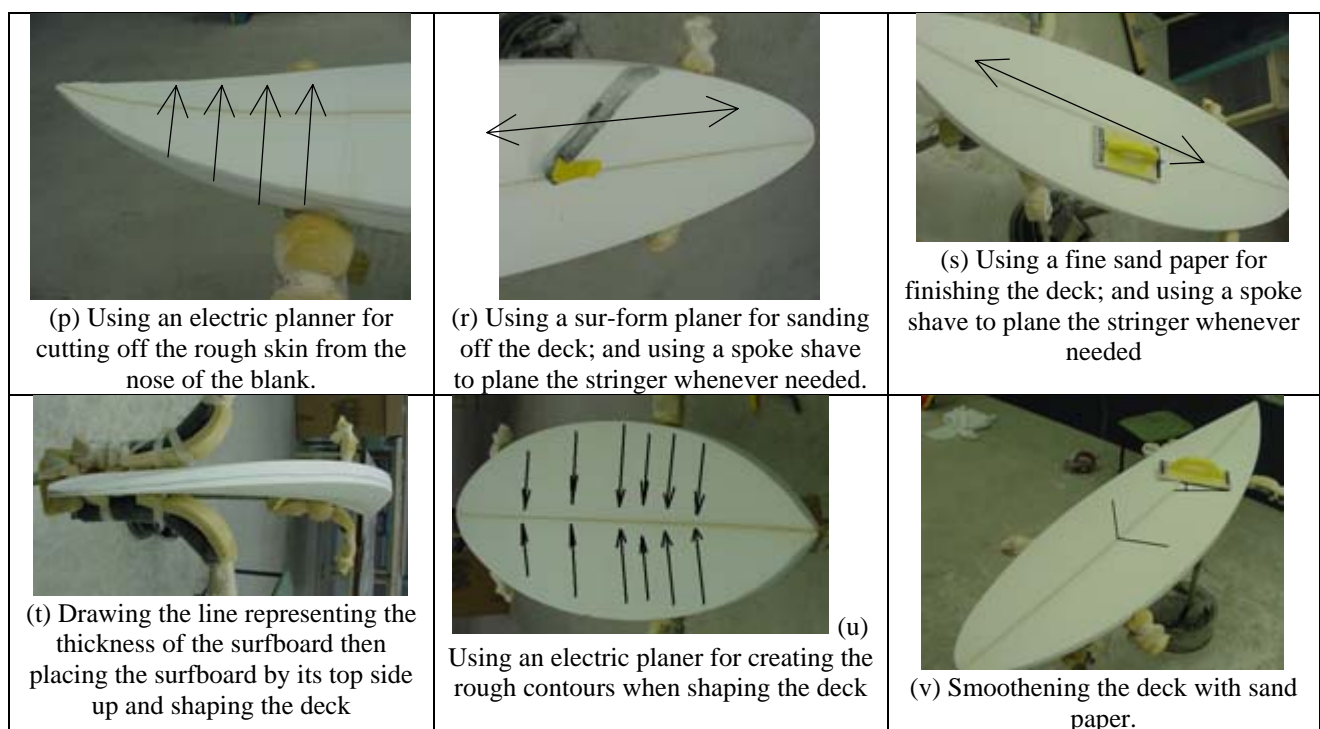 (p) Using an electric planner for
cutting off the rough skin from the
nose of the blank.
(r) Using a sur-form planer for sanding
off the deck; and using a spoke shave
to plane the stringer whenever needed.
(s) Using a fine sand paper for
finishing the deck; and using a spoke
shave to plane the stringer whenever
needed
(t) Drawing the line representing the
thickness of the surfboard then
placing the surfboard by its top side
up and shaping the deck
(u)
Using an electric planer for creating the
rough contours when shaping the deck
(v) Smoothening the deck with sand
paper.